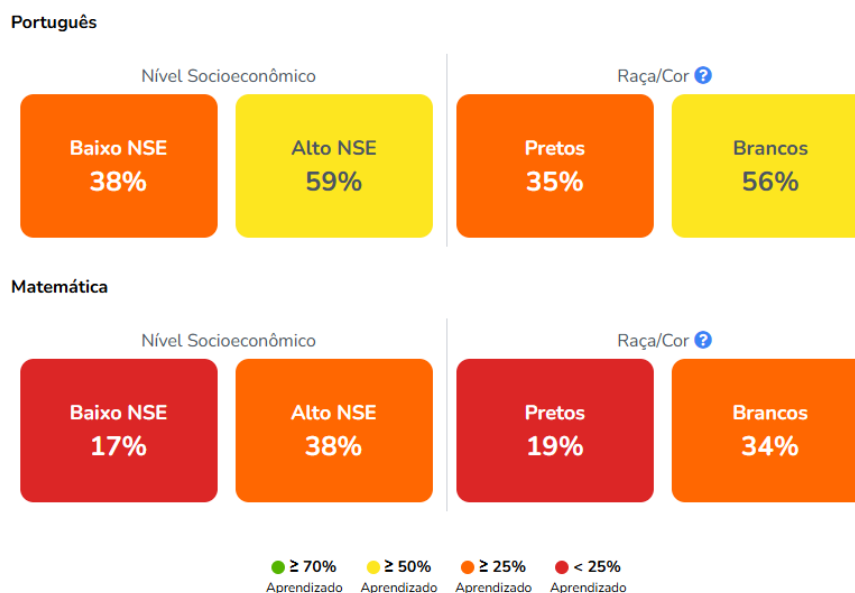 Português
Nível Socioeconômico
Raça/Cor ?
Baixo NSE
38%
Alto NSE
59%
Pretos
35%
Brancos
56%
Matemática
Nível Socioeconômico
Raça/Cor ?
Baixo NSE
17%
Alto NSE
38%
Pretos
19%
Brancos
34%
≥ 70%
Aprendizado
≥ 50%
Aprendizado
≥ 25%
Aprendizado
< 25%
Aprendizado